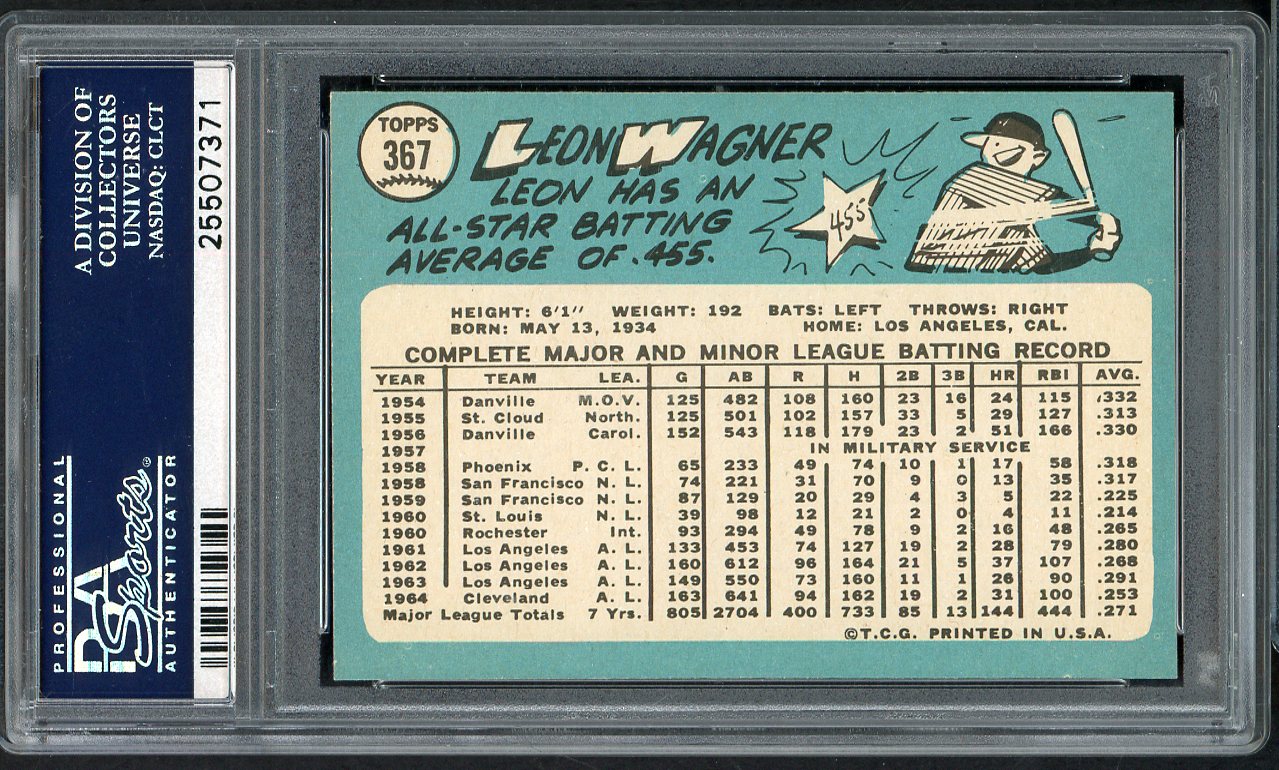 A DIVISION OF
COLLECTORS
UNIVERSE
NASDAQ: CLCT
25507371
PROFESSIONAL
PSA
Sports®
AUTHENTICATOR
TOPPS
367
LEON WAGNER
LEON HAS AN
ALL-STAR BATTING
AVERAGE OF .455.
455
HEIGHT: 6'1" WEIGHT: 192 BATS: LEFT THROWS: RIGHT
BORN: MAY 13, 1934 HOME: LOS ANGELES, CAL.
COMPLETE MAJOR AND MINOR LEAGUE BATTING RECORD
YEAR TEAM LEA. G AB R H 2B 3B HR RBI AVG.
1954 Danville M.O.V. 125 482 108 160 23 16 24 115 .332
1955 St. Cloud North. 125 501 102 157 33 5 29 127 .313
1956 Danville Carol. 152 543 118 179 23 2 51 166 .330
1957 IN MILITARY SERVICE
1958 Phoenix P. C. L. 65 233 49 74 10 1 17 58 .318
1958 San Francisco N. L. 74 221 31 70 9 0 13 35 .317
1959 San Francisco N. L. 87 129 20 29 4 3 5 22 .225
1960 St. Louis N. L. 39 98 12 21 2 0 4 11 .214
1960 Rochester Int. 93 294 49 78 9 2 16 48 .265
1961 Los Angeles A. L. 133 453 74 127 19 2 28 79 .280
1962 Los Angeles A. L. 160 612 96 164 21 5 37 107 .268
1963 Los Angeles A. L. 149 550 73 160 11 1 26 90 .291
1964 Cleveland A. L. 163 641 94 162 19 2 31 100 .253
Major League Totals 7 Yrs. 805 2704 400 733 85 13 144 444 .271
©T.C.G. PRINTED IN U.S.A.